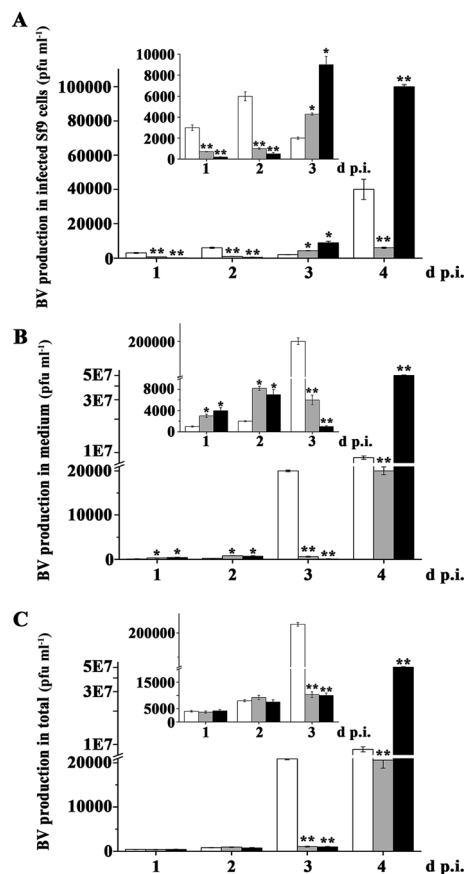 A
BV production in infected Sf9 cells (pfu ml-1)
100000
80000
60000
40000
20000
0
10000
8000
6000
4000
2000
0
** ** ** ** * *
1 2 3 d p.i.
** ** ** ** * * ** **
1 2 3 4 d p.i.
B
BV production in medium (pfu ml-1)
5E7
3E7
1E7
20000
10000
0
200000
8000
4000
0
* * * * ** **
1 2 3 d p.i.
* * * * ** ** ** **
1 2 3 4 d p.i.
C
BV production in total (pfu ml-1)
5E7
3E7
1E7
20000
10000
0
200000
15000
5000
0
** **
1 2 3 d p.i.
** ** ** **
1 2 3 4 d p.i.